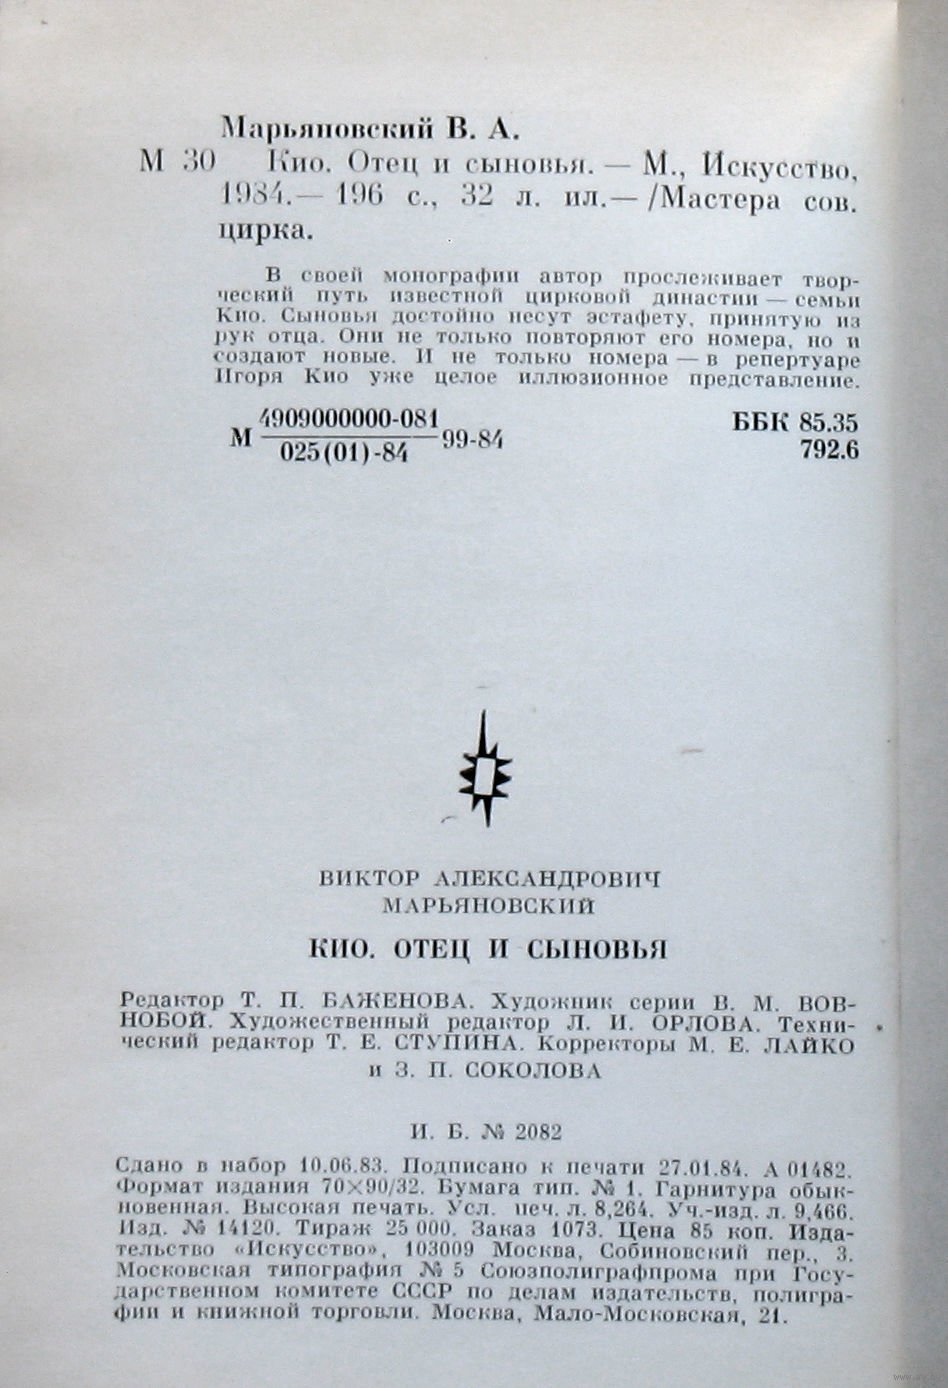 Марьяновский В. А.
М 30 Кио. Отец и сыновья. — М., Искусство,
1984.— 196 с., 32 л. ил.— /Мастера сов.
цирка.
В своей монографии автор прослеживает твор-
ческий путь известной цирковой династии — семьи
Кио. Сыновья достойно несут эстафету, принятую из
рук отца. Они не только повторяют его номера, но и
создают новые. И не только номера — в репертуаре
Игоря Кио уже целое иллюзионное представление.
М 4909000000-081 / 025(01)-84 99-84
ББК 85.35
792.6
ВИКТОР АЛЕКСАНДРОВИЧ
МАРЬЯНОВСКИЙ
КИО. ОТЕЦ И СЫНОВЬЯ
Редактор Т. П. БАЖЕНОВА. Художник серии В. М. ВОВ-
НОБОЙ. Художественный редактор Л. И. ОРЛОВА. Техни-
ческий редактор Т. Е. СТУПИНА. Корректоры М. Е. ЛАЙКО
и З. П. СОКОЛОВА
И. Б. № 2082
Сдано в набор 10.06.83. Подписано к печати 27.01.84. А 01482.
Формат издания 70×90/32. Бумага тип. № 1. Гарнитура обык-
новенная. Высокая печать. Усл. печ. л. 8,264. Уч.-изд. л. 9,466.
Изд. № 14120. Тираж 25 000. Заказ 1073. Цена 85 коп. Изда-
тельство «Искусство», 103009 Москва, Собиновский пер., 3.
Московская типография № 5 Союзполиграфпрома при Госу-
дарственном комитете СССР по делам издательств, полигра-
фии и книжной торговли. Москва, Мало-Московская, 21.